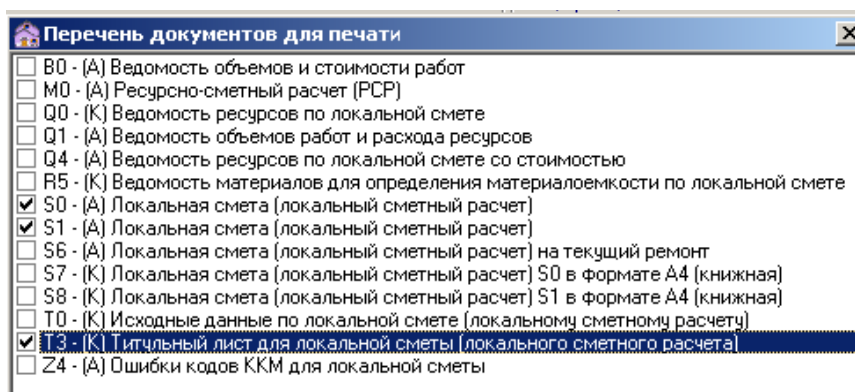 Перечень документов для печати
B0 - (A) Ведомость объемов и стоимости работ
M0 - (A) Ресурсно-сметный расчет (РСР)
Q0 - (K) Ведомость ресурсов по локальной смете
Q1 - (A) Ведомость объемов работ и расхода ресурсов
Q4 - (A) Ведомость ресурсов по локальной смете со стоимостью
R5 - (K) Ведомость материалов для определения материалоемкости по локальной смете
S0 - (A) Локальная смета (локальный сметный расчет)
S1 - (A) Локальная смета (локальный сметный расчет)
S6 - (A) Локальная смета (локальный сметный расчет) на текущий ремонт
S7 - (K) Локальная смета (локальный сметный расчет) S0 в формате А4 (книжная)
S8 - (K) Локальная смета (локальный сметный расчет) S1 в формате А4 (книжная)
T0 - (K) Исходные данные по локальной смете (локальному сметному расчету)
T3 - (K) Титульный лист для локальной сметы (локального сметного расчета)
Z4 - (A) Ошибки кодов ККМ для локальной сметы